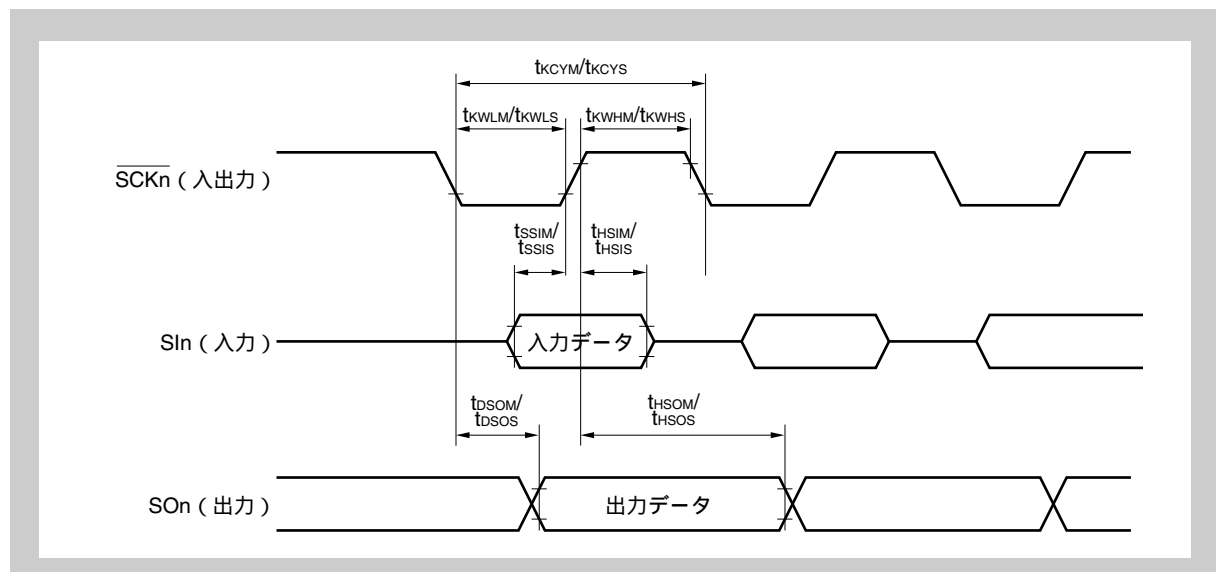 tKCYM/tKCYS
tKWLM/tKWLS
tKWHM/tKWHS
SCKn ( 入出力 )
tSSIM/
tSSIS
tHSIM/
tHSIS
SIn ( 入力 )
入力データ
tDSOM/
tDSOS
tHSOM/
tHSOS
SOn ( 出力 )
出力データ